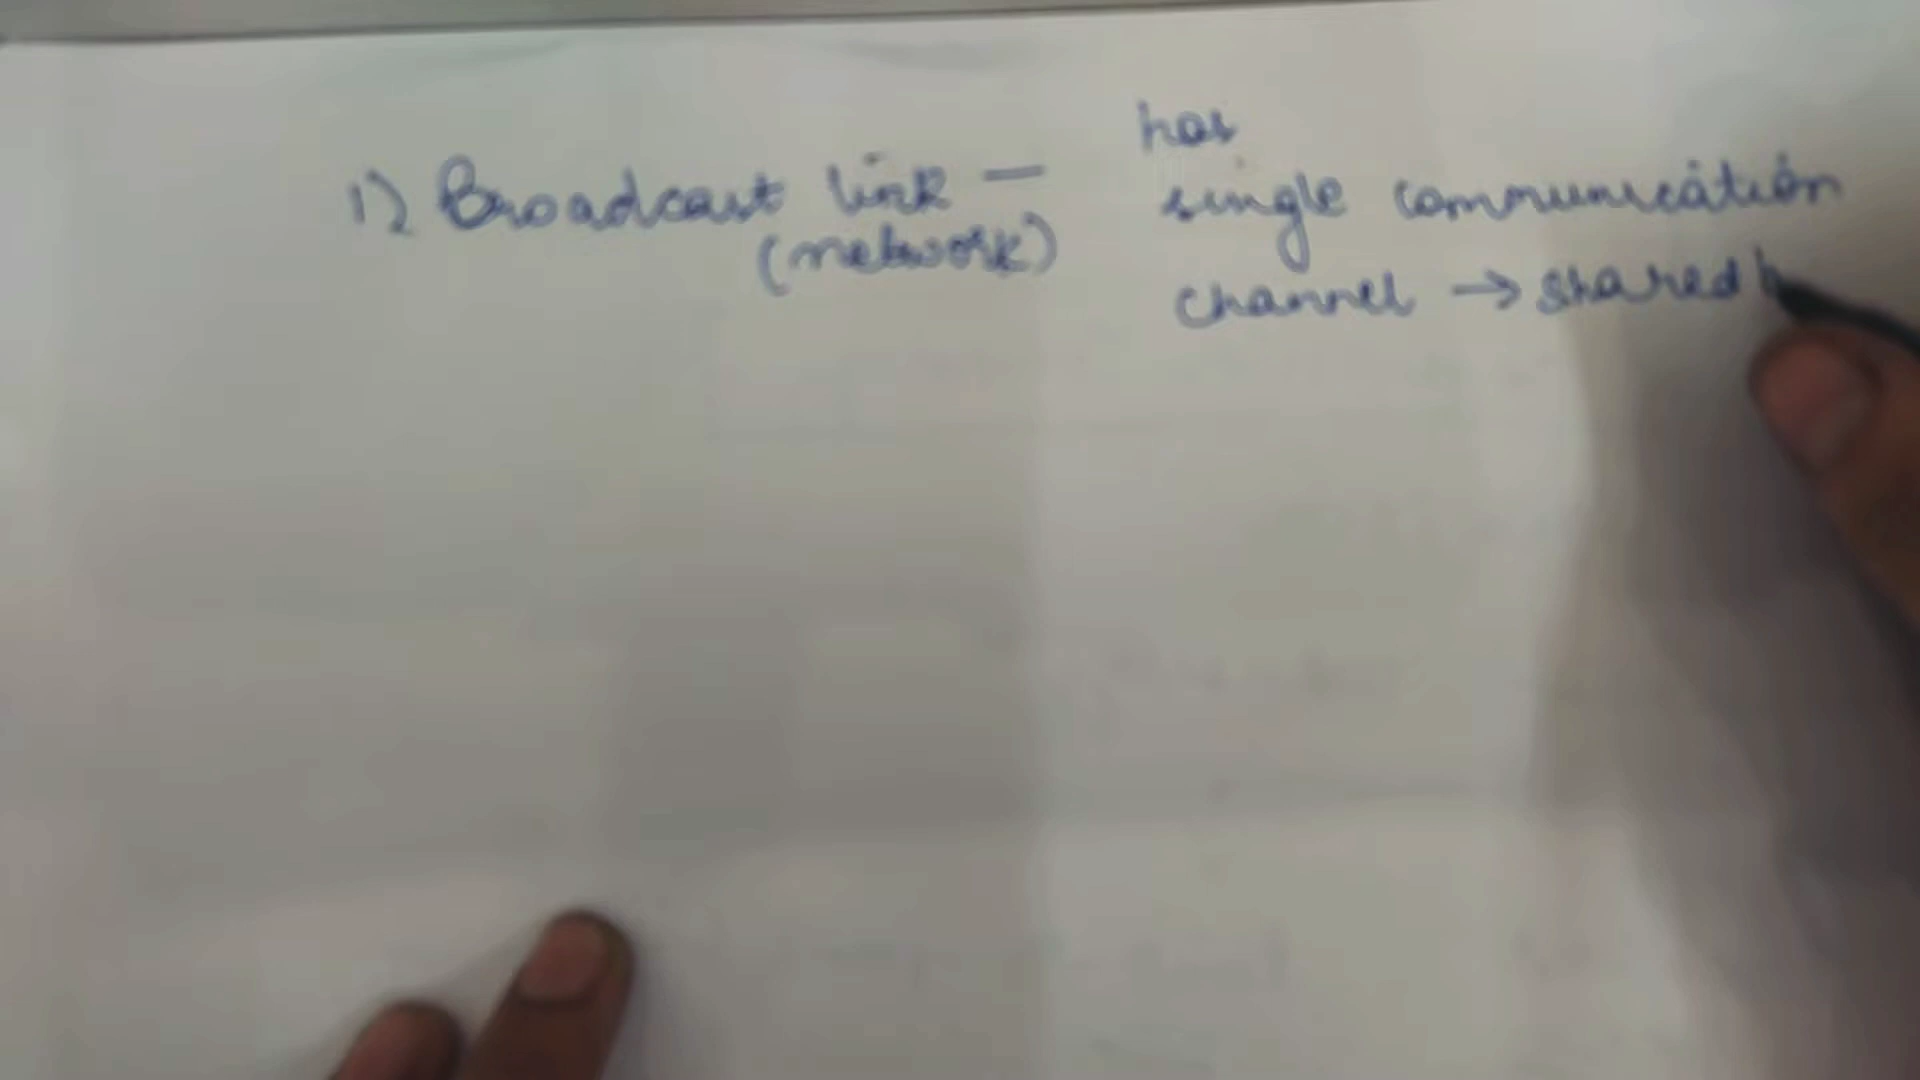 has
1) Broadcast link — single communication
(network)
channel → shared